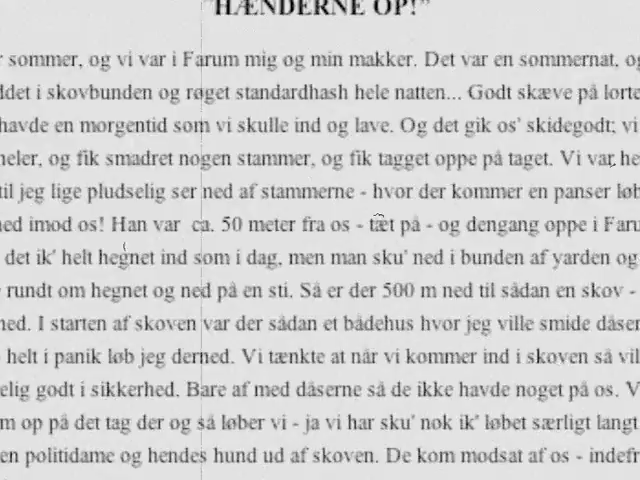 "HÆNDERNE OP!"
r sommer, og vi var i Farum mig og min makker. Det var en sommernat, og
ddet i skovbunden og røget standardhash hele natten... Godt skæve på lorte
havde en morgentid som vi skulle ind og lave. Og det gik os' skidegodt; vi
neler, og fik smadret nogen stammer, og fik tagget oppe på taget. Vi var he
til jeg lige pludselig ser ned af stammerne - hvor der kommer en panser løb
ned imod os! Han var ca. 50 meter fra os - tæt på - og dengang oppe i Faru
det ik' helt hegnet ind som i dag, men man sku' ned i bunden af yarden og
rundt om hegnet og ned på en sti. Så er der 500 m ned til sådan en skov -
ned. I starten af skoven var der sådan et bådehus hvor jeg ville smide dåser
helt i panik løb jeg derned. Vi tænkte at når vi kommer ind i skoven så vil
elig godt i sikkerhed. Bare af med dåserne så de ikke havde noget på os. V
m op på det tag der og så løber vi - ja vi har sku' nok ik' løbet særligt langt
en politidame og hendes hund ud af skoven. De kom modsat af os - indefr